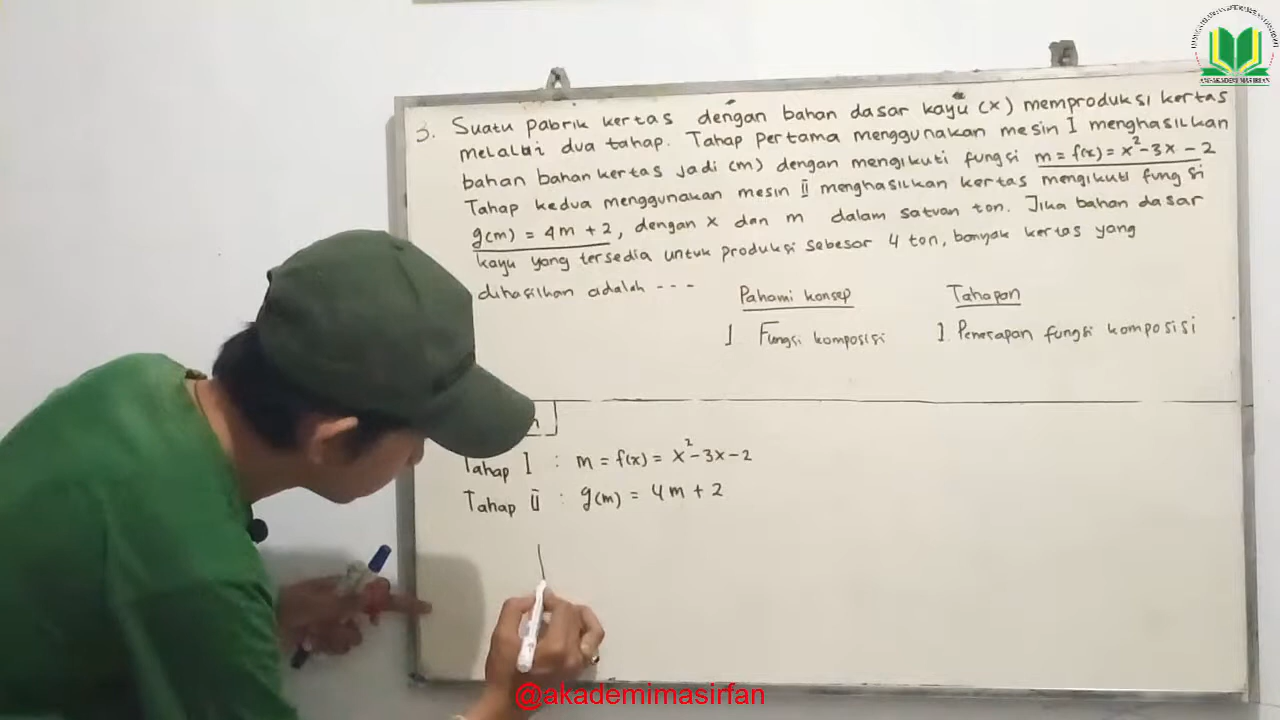 3. Suatu pabrik kertas dengan bahan dasar kayu (x) memproduksi kertas
melalui dua tahap. Tahap pertama menggunakan mesin I menghasilkan
bahan bahan kertas jadi (m) dengan mengikuti fungsi m = f(x) = x² - 3x - 2
Tahap kedua menggunakan mesin II menghasilkan kertas mengikuti fungsi
g(m) = 4m + 2, dengan x dan m dalam satuan ton. Jika bahan dasar
kayu yang tersedia untuk produksi sebesar 4 ton, banyak kertas yang
dihasilkan adalah ---
Pahami konsep
Tahapan
1 Fungsi komposisi
1. Penerapan fungsi komposisi
Tahap I : m = f(x) = x² - 3x - 2
Tahap II : g(m) = 4m + 2
@akademimasirfan